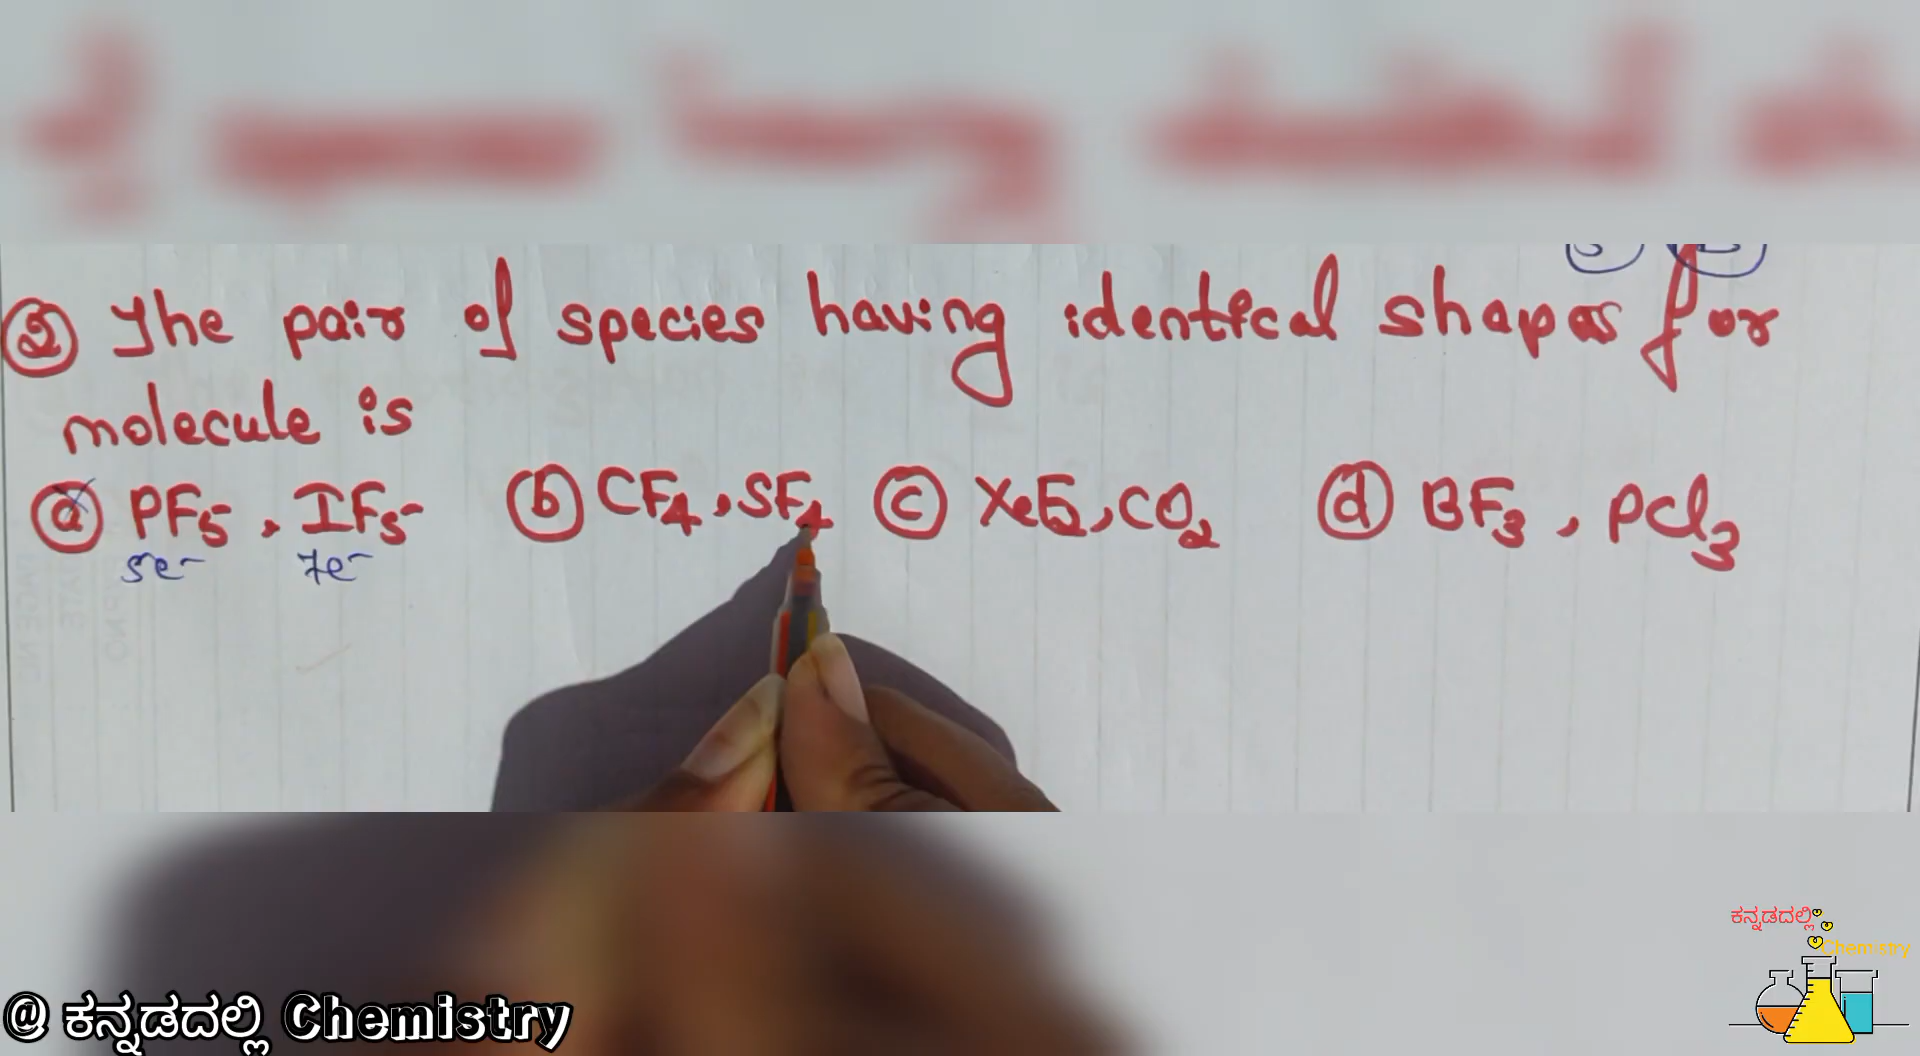 ② The pair of species having identical shapes for
molecule is
ⓐ PF₅, IF₅ ⓑ CF₄, SF₄ ⓒ XeF₂, CO₂ ⓓ BF₃, PCl₃
5e⁻ 7e⁻
ಕನ್ನಡದಲ್ಲಿ
Chemistry
@ ಕನ್ನಡದಲ್ಲಿ Chemistry